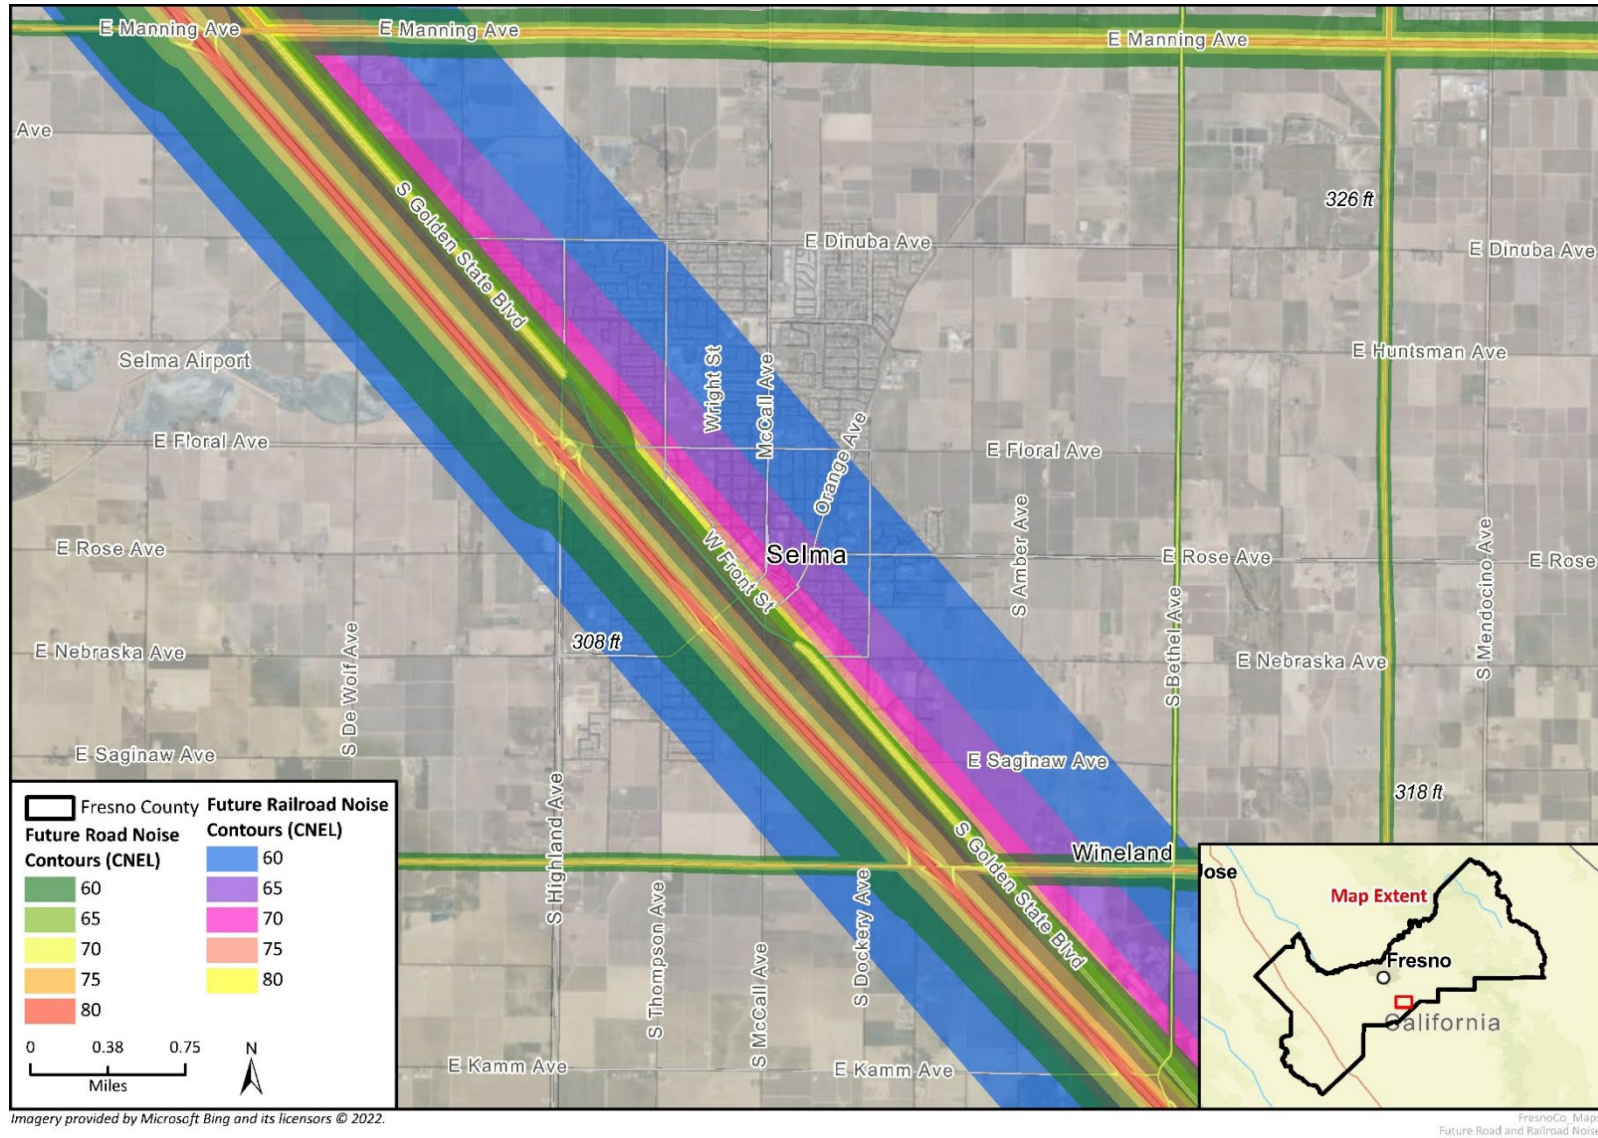 E Manning Ave
E Manning Ave
E Manning Ave
Ave
326 ft
S Golden State Blvd
E Dinuba Ave
E Dinuba Ave
Selma Airport
Wright St
McCall Ave
E Huntsman Ave
E Floral Ave
Orange Ave
E Floral Ave
E Rose Ave
W Front St
Selma
S Amber Ave
E Rose Ave
S Mendocino Ave
E Rose
308 ft
E Nebraska Ave
S De Wolf Ave
S Bethel Ave
E Nebraska Ave
E Saginaw Ave
E Saginaw Ave
318 ft
S Highland Ave
S Golden State Blvd
Wineland
S Thompson Ave
S McCall Ave
S Dockery Ave
E Kamm Ave
E Kamm Ave
Fresno County
Future Road Noise
Contours (CNEL)
60
65
70
75
80
Future Railroad Noise
Contours (CNEL)
60
65
70
75
80
0 0.38 0.75
Miles
N
Jose
Map Extent
Fresno
California
Imagery provided by Microsoft Bing and its licensors © 2022.
FresnoCo_Maps
Future Road and Railroad Noise